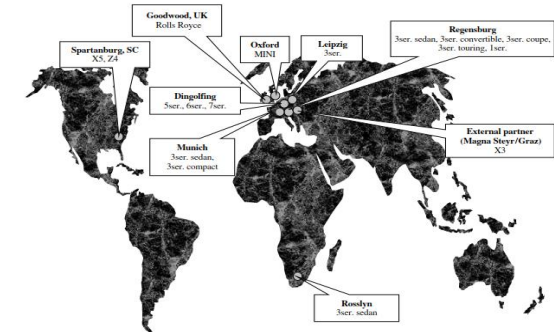 Goodwood, UK
Rolls Royce
Oxford
MINI
Leipzig
3ser.
Regensburg
3ser. sedan, 3ser. convertible, 3ser. coupe,
3ser. touring, 1ser.
Spartanburg, SC
X5, Z4
Dingolfing
5ser., 6ser., 7ser.
Munich
3ser. sedan,
3ser. compact
External partner
(Magna Steyr/Graz)
X3
Rosslyn
3ser. sedan